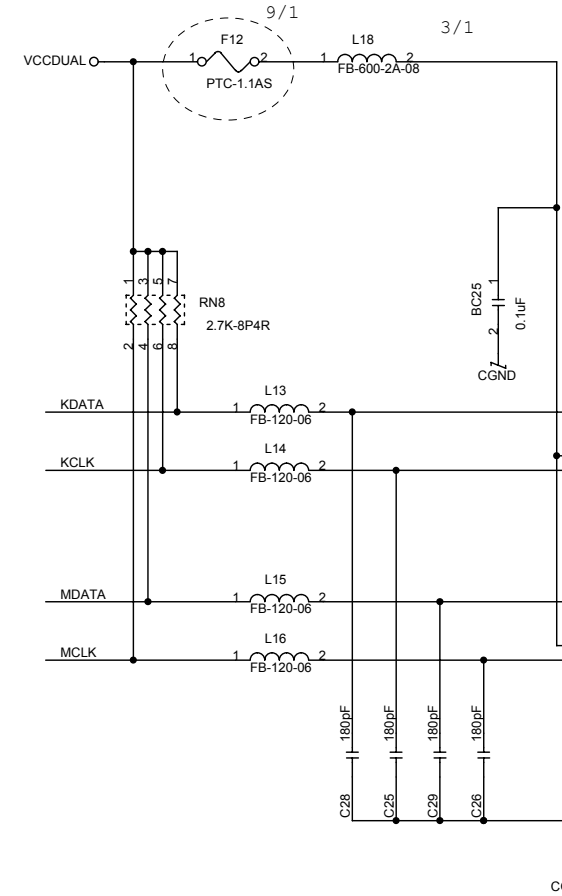 9/1
3/1
F12
L18
VCCDUAL
1 2
1 2
PTC-1.1AS
FB-600-2A-08
1 3 5 7
RN8
2.7K-8P4R
2 4 6 8
BC25
1
2
0.1uF
CGND
KDATA
L13
1 2
FB-120-06
KCLK
L14
1 2
FB-120-06
MDATA
L15
1 2
FB-120-06
MCLK
L16
1 2
FB-120-06
180pF 180pF 180pF 180pF
C28 C25 C29 C26